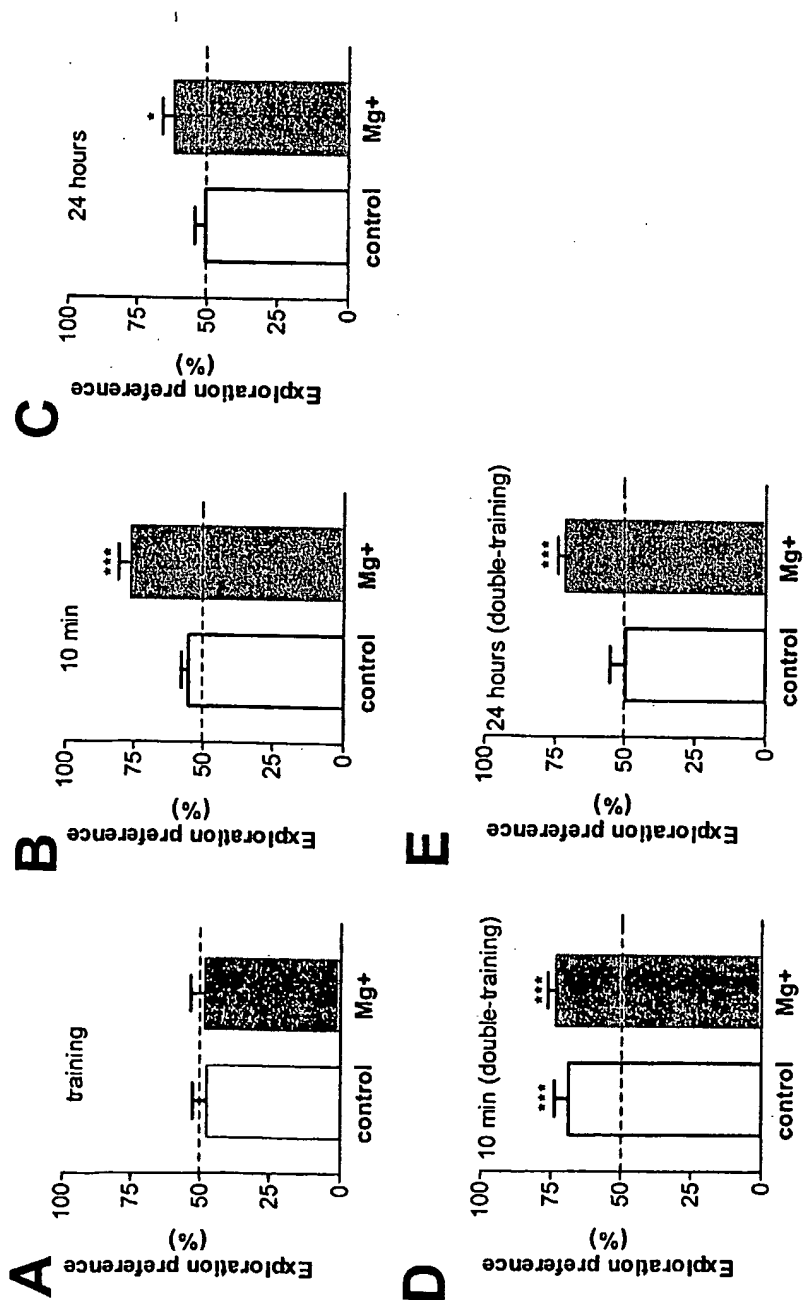 A
training
Exploration preference
(%)
100
75
50
25
0
control
Mg+
B
10 min
Exploration preference
(%)
100
75
50
25
0
***
control
Mg+
C
24 hours
Exploration preference
(%)
100
75
50
25
0
*
control
Mg+
D
10 min (double-training)
Exploration preference
(%)
100
75
50
25
0
***
***
control
Mg+
E
24 hours (double-training)
Exploration preference
(%)
100
75
50
25
0
***
control
Mg+